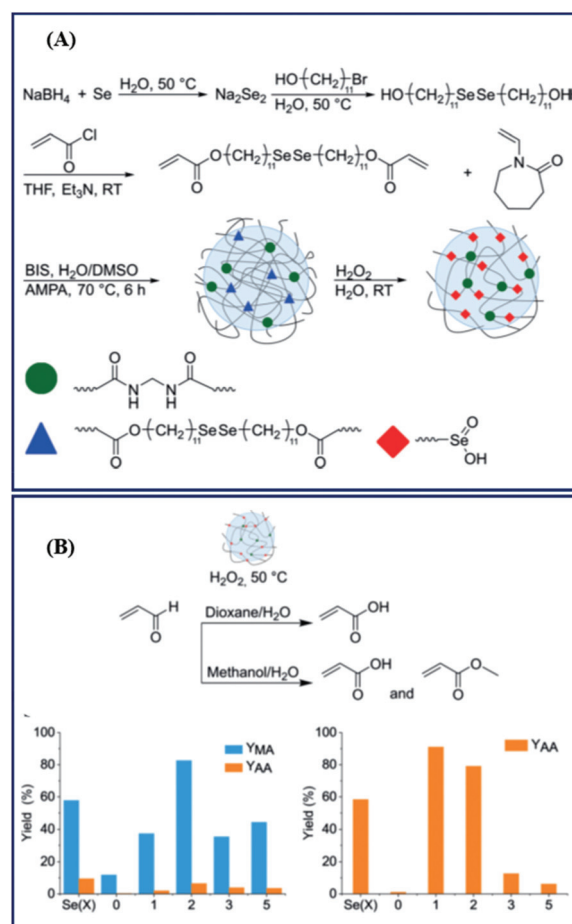 (A)
NaBH4 + Se
H2O, 50 °C
Na2Se2
HO(CH2)11Br
H2O, 50 °C
HO(CH2)11SeSe(CH2)11OH
Cl
O
THF, Et3N, RT
O(CH2)11SeSe(CH2)11O
O
O
+
N
O
BIS, H2O/DMSO
AMPA, 70 °C, 6 h
H2O2
H2O, RT
O
O
N
H
N
H
O(CH2)11SeSe(CH2)11O
O
O
O
Se
OH
(B)
H2O2, 50 °C
H
O
Dioxane/H2O
OH
O
Methanol/H2O
OH
O
and
O
O
Yield (%)
100
80
60
40
20
0
YMA
YAA
Se(X) 0 1 2 3 5
Yield (%)
100
80
60
40
20
0
YAA
Se(X) 0 1 2 3 5